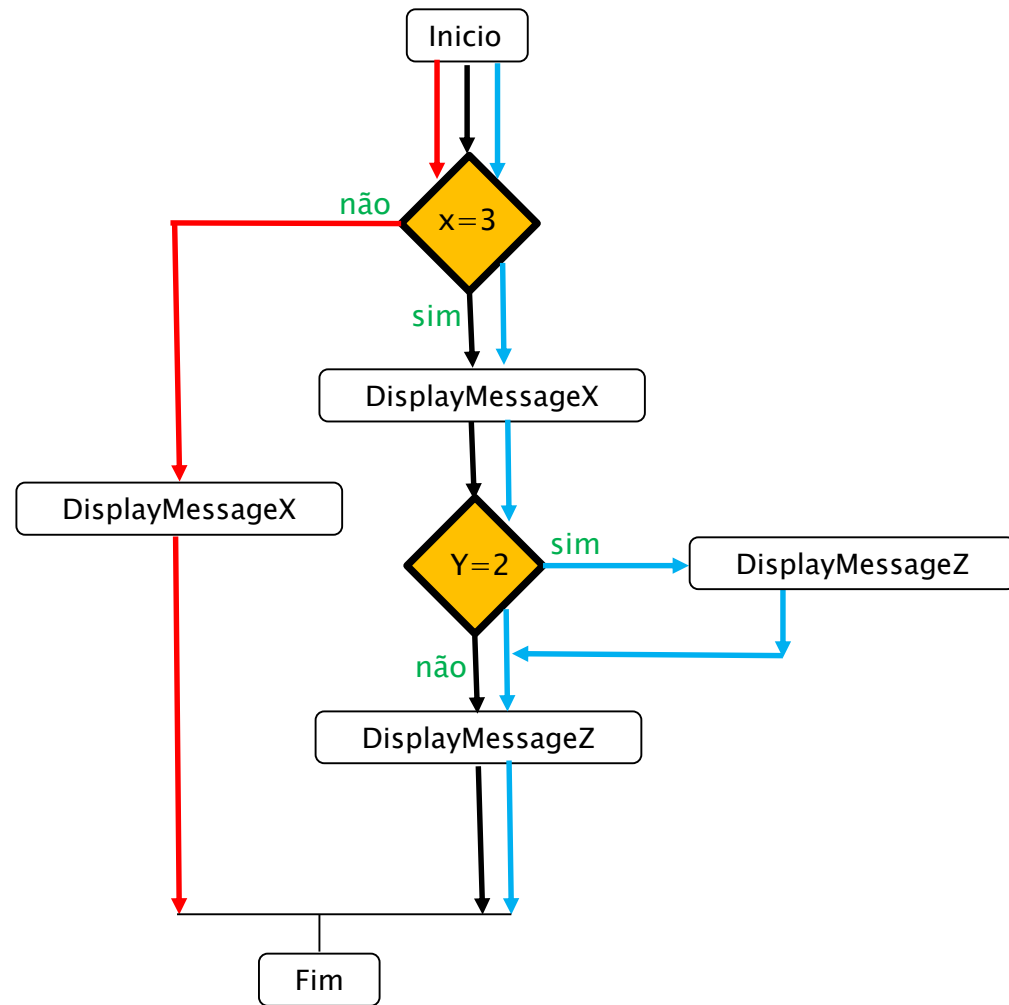 Inicio
não
x=3
sim
DisplayMessageX
DisplayMessageX
sim
Y=2
DisplayMessageZ
não
DisplayMessageZ
Fim